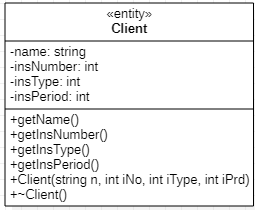 «entity»
Client
-name: string
-insNumber: int
-insType: int
-insPeriod: int
+getName()
+getInsNumber()
+getInsType()
+getInsPeriod()
+Client(string n, int iNo, int iType, int iPrd)
+~Client()